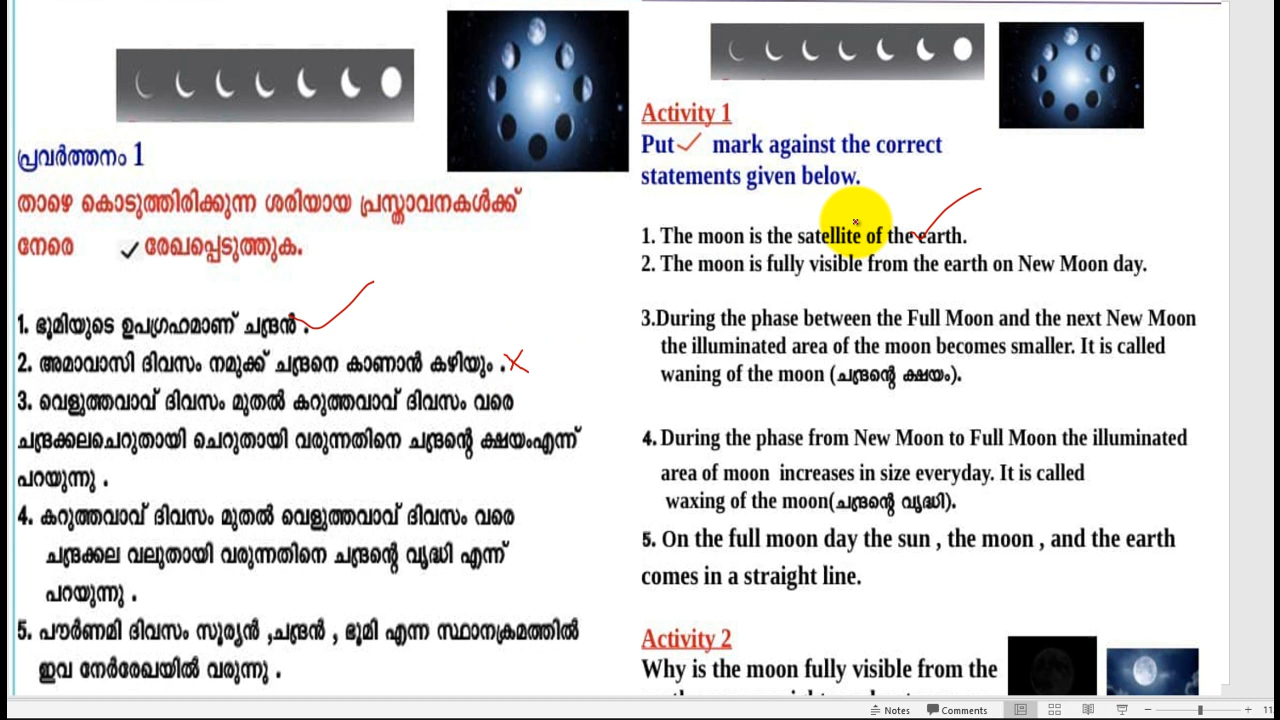 പ്രവർത്തനം 1
താഴെ കൊടുത്തിരിക്കുന്ന ശരിയായ പ്രസ്താവനകൾക്ക്
നേരെ ✓ രേഖപ്പെടുത്തുക.
1. ഭൂമിയുടെ ഉപഗ്രഹമാണ് ചന്ദ്രൻ .
2. അമാവാസി ദിവസം നമുക്ക് ചന്ദ്രനെ കാണാൻ കഴിയും .
3. വെളുത്തവാവ് ദിവസം മുതൽ കറുത്തവാവ് ദിവസം വരെ
ചന്ദ്രക്കലചെറുതായി ചെറുതായി വരുന്നതിനെ ചന്ദ്രന്റെ ക്ഷയംഎന്ന്
പറയുന്നു .
4. കറുത്തവാവ് ദിവസം മുതൽ വെളുത്തവാവ് ദിവസം വരെ
ചന്ദ്രക്കല വലുതായി വരുന്നതിനെ ചന്ദ്രന്റെ വൃദ്ധി എന്ന്
പറയുന്നു .
5. പൗർണമി ദിവസം സൂര്യൻ ,ചന്ദ്രൻ , ഭൂമി എന്ന സ്ഥാനക്രമത്തിൽ
ഇവ നേർരേഖയിൽ വരുന്നു .
Activity 1
Put ✓ mark against the correct
statements given below.
1. The moon is the satellite of the earth.
2. The moon is fully visible from the earth on New Moon day.
3.During the phase between the Full Moon and the next New Moon
the illuminated area of the moon becomes smaller. It is called
waning of the moon (ചന്ദ്രന്റെ ക്ഷയം).
4. During the phase from New Moon to Full Moon the illuminated
area of moon increases in size everyday. It is called
waxing of the moon(ചന്ദ്രന്റെ വൃദ്ധി).
5. On the full moon day the sun , the moon , and the earth
comes in a straight line.
Activity 2
Why is the moon fully visible from the
Notes Comments 11